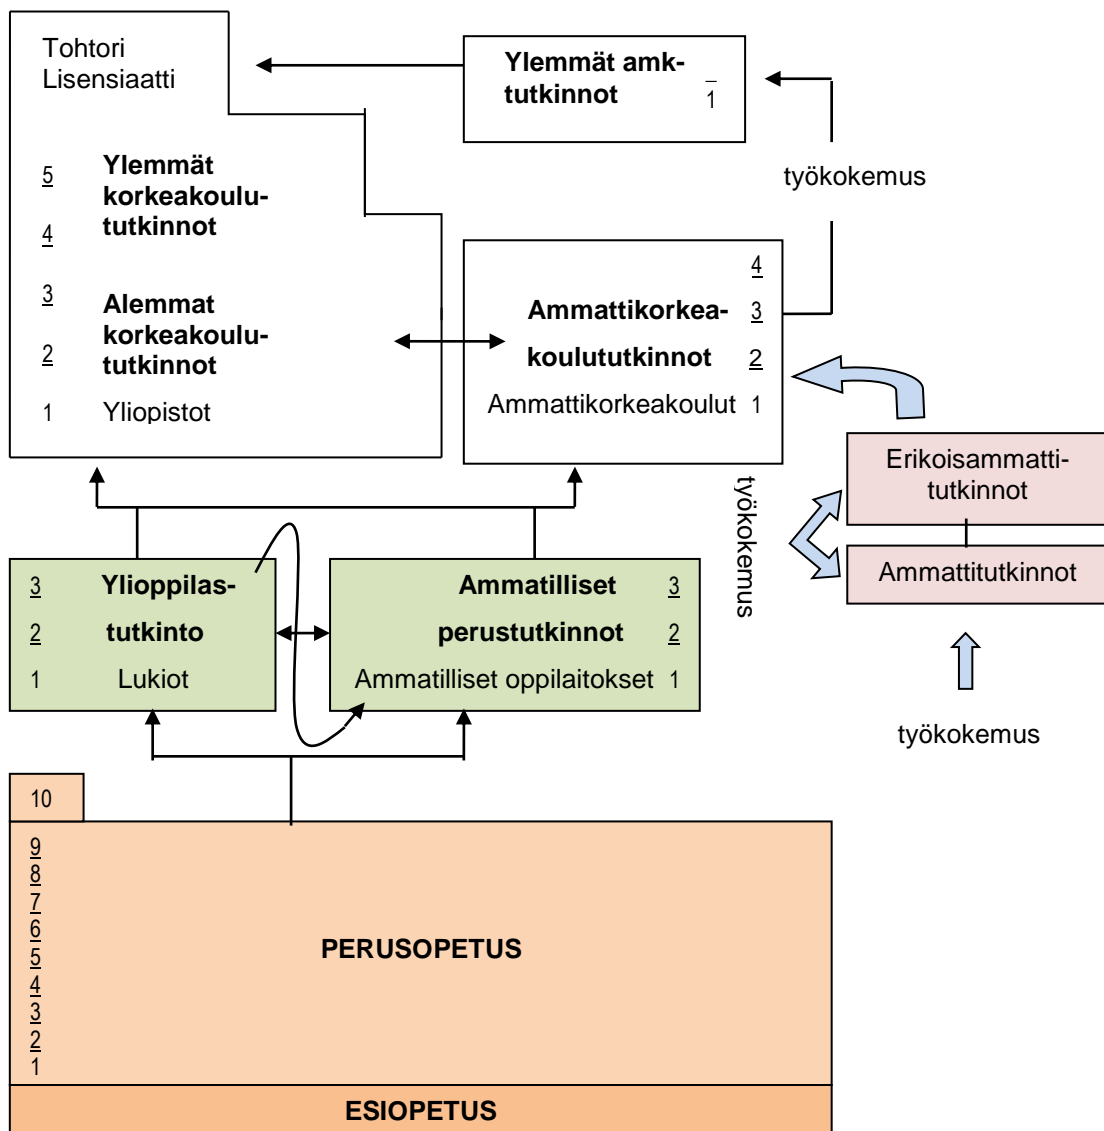 Tohtori
Lisensiaatti
5
Ylemmät
korkeakoulu-
tutkinnot
4
3
Alemmat
korkeakoulu-
tutkinnot
2
1 Yliopistot
Ylemmät amk-
tutkinnot
1
työkokemus
4
Ammattikorkea-
3
koulututkinnot
2
Ammattikorkeakoulut 1
Erikoisammatti-
tutkinnot
Ammattitutkinnot
työkokemus
työkokemus
3 Ylioppilas-
2 tutkinto
1 Lukiot
Ammatilliset 3
perustutkinnot 2
Ammatilliset oppilaitokset 1
10
9
8
7
6
5
4
3
2
1
PERUSOPETUS
ESIOPETUS